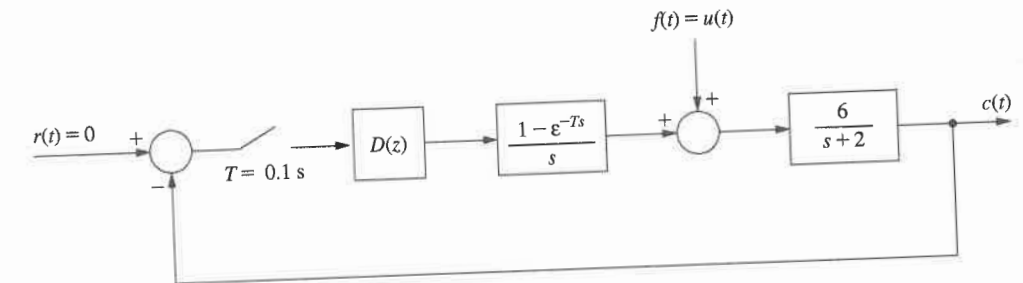 f(t) = u(t)
r(t) = 0
+
−
T = 0.1 s
D(z)
1 − ε^−Ts
s
+
+
6
s + 2
c(t)